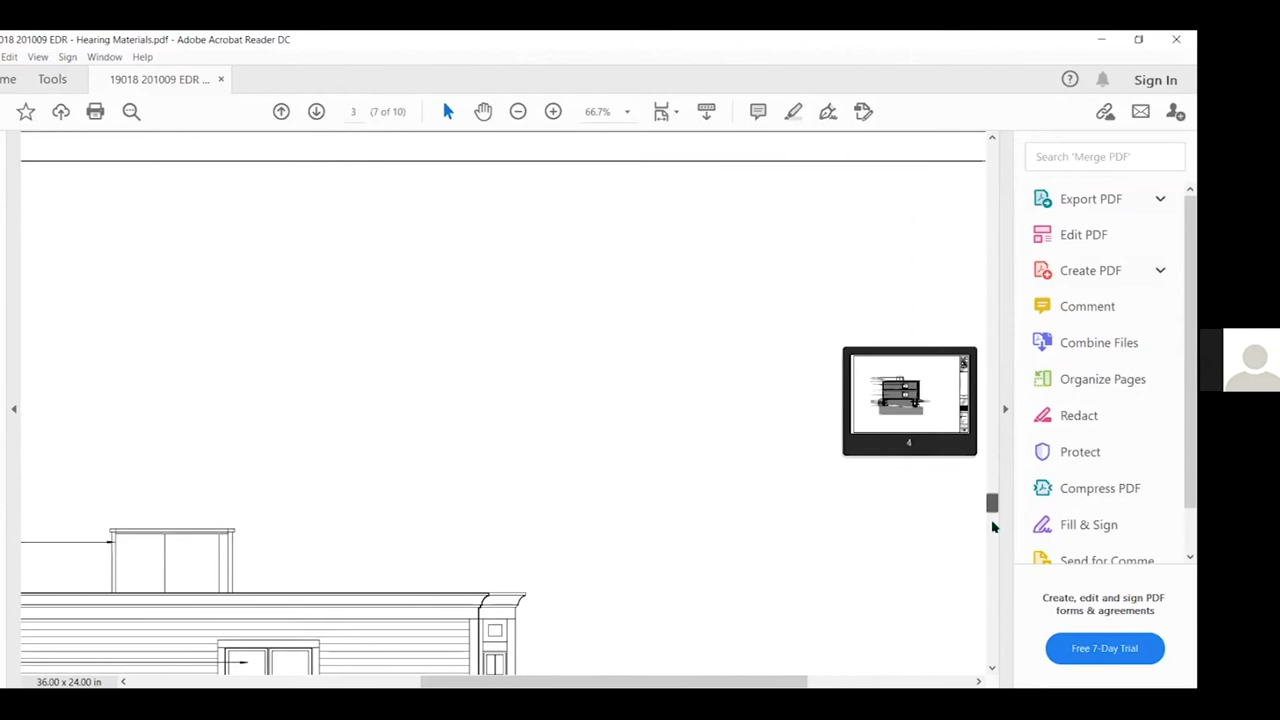 018 201009 EDR - Hearing Materials.pdf - Adobe Acrobat Reader DC
Edit View Sign Window Help
me Tools 19018 201009 EDR ... × Sign In
3 (7 of 10) 66.7%
Search 'Merge PDF'
Export PDF
Edit PDF
Create PDF
Comment
Combine Files
Organize Pages
Redact
Protect
Compress PDF
Fill & Sign
Send for Comme
4
Create, edit and sign PDF
forms & agreements
Free 7-Day Trial
36.00 x 24.00 in